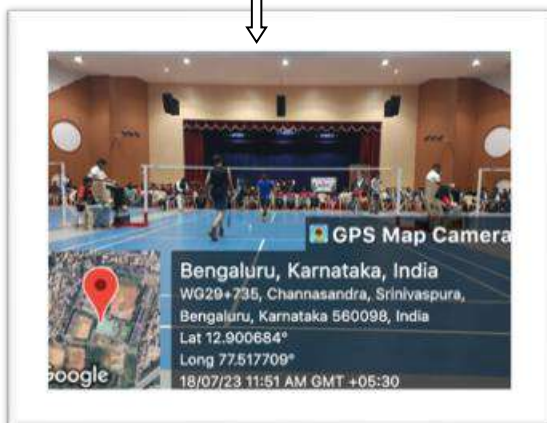 GPS Map Camera
Bengaluru, Karnataka, India
WG29+735, Channasandra, Srinivaspura,
Bengaluru, Karnataka 560098, India
Lat 12.900684°
Long 77.517709°
18/07/23 11:51 AM GMT +05:30
Google